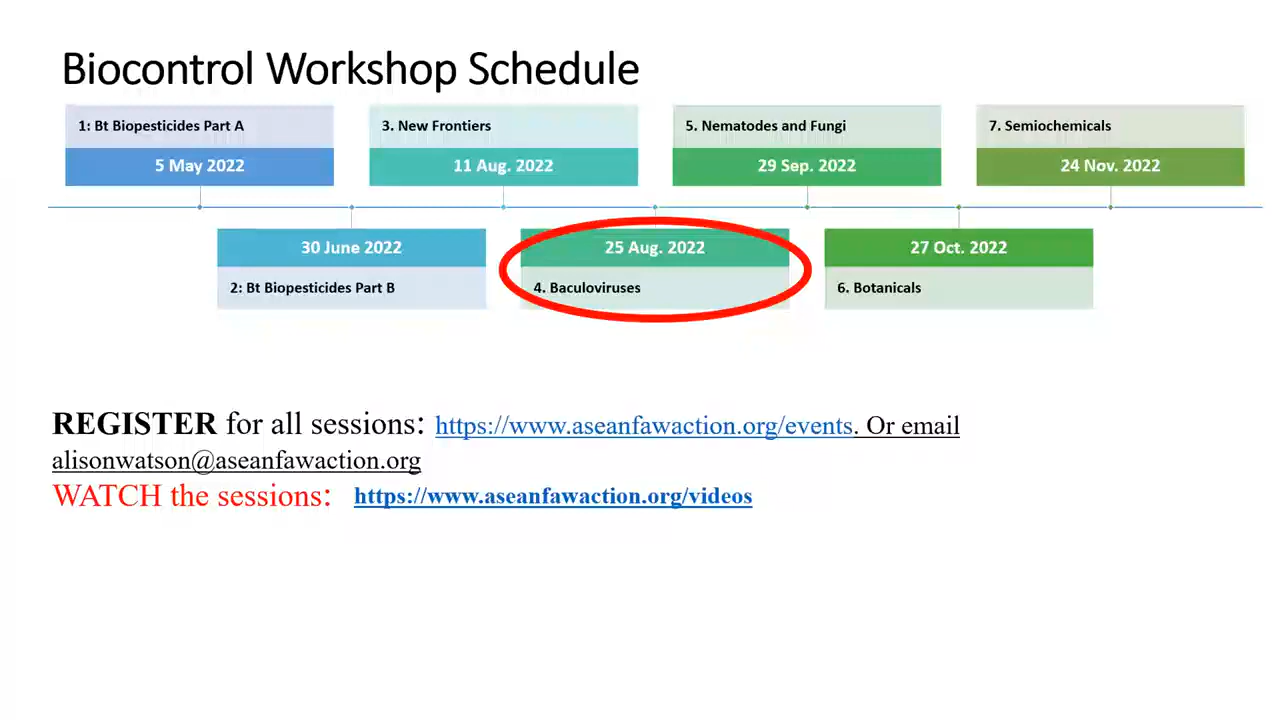 Biocontrol Workshop Schedule
1: Bt Biopesticides Part A
5 May 2022
3. New Frontiers
11 Aug. 2022
5. Nematodes and Fungi
29 Sep. 2022
7. Semiochemicals
24 Nov. 2022
30 June 2022
2: Bt Biopesticides Part B
25 Aug. 2022
4. Baculoviruses
27 Oct. 2022
6. Botanicals
REGISTER for all sessions: https://www.aseanfawaction.org/events. Or email
alisonwatson@aseanfawaction.org
WATCH the sessions: https://www.aseanfawaction.org/videos